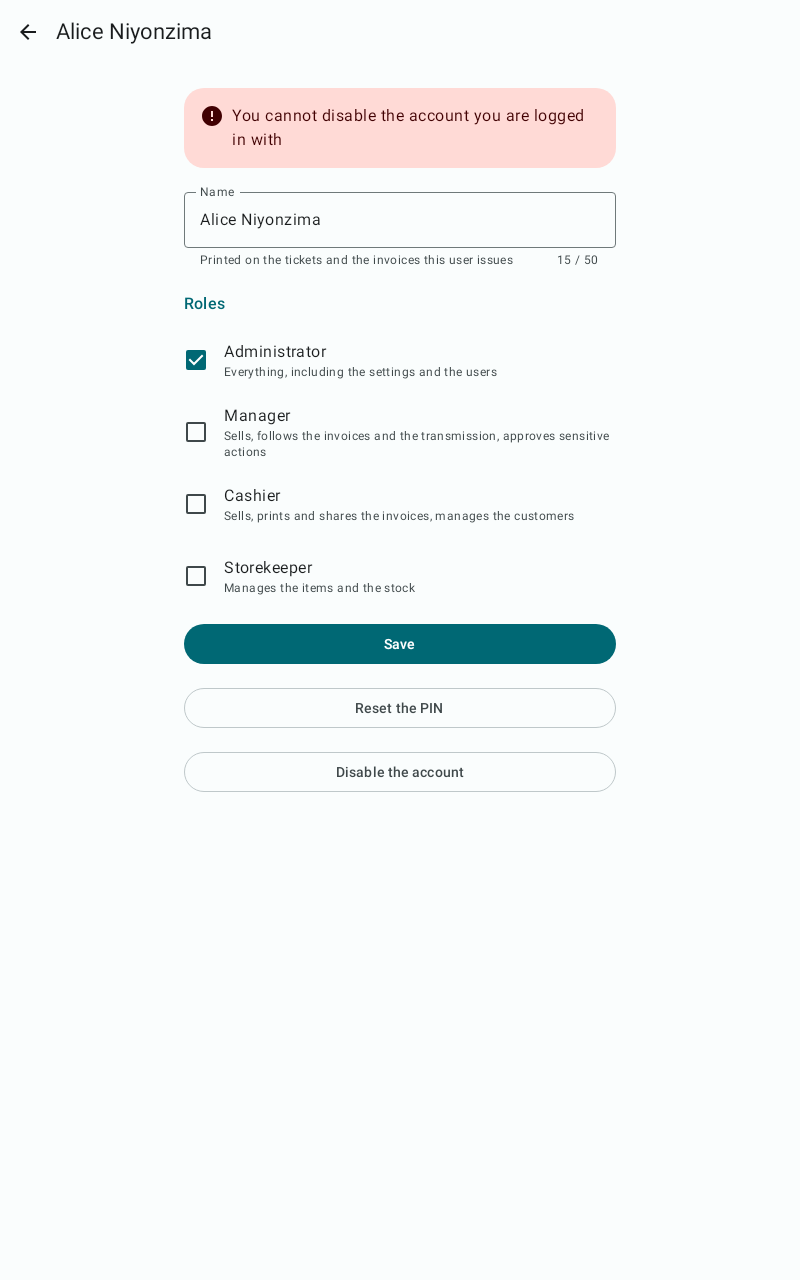 Alice Niyonzima
You cannot disable the account you are logged
in with
Name
Alice Niyonzima
Printed on the tickets and the invoices this user issues 15 / 50
Roles
Administrator
Everything, including the settings and the users
Manager
Sells, follows the invoices and the transmission, approves sensitive
actions
Cashier
Sells, prints and shares the invoices, manages the customers
Storekeeper
Manages the items and the stock
Save
Reset the PIN
Disable the account